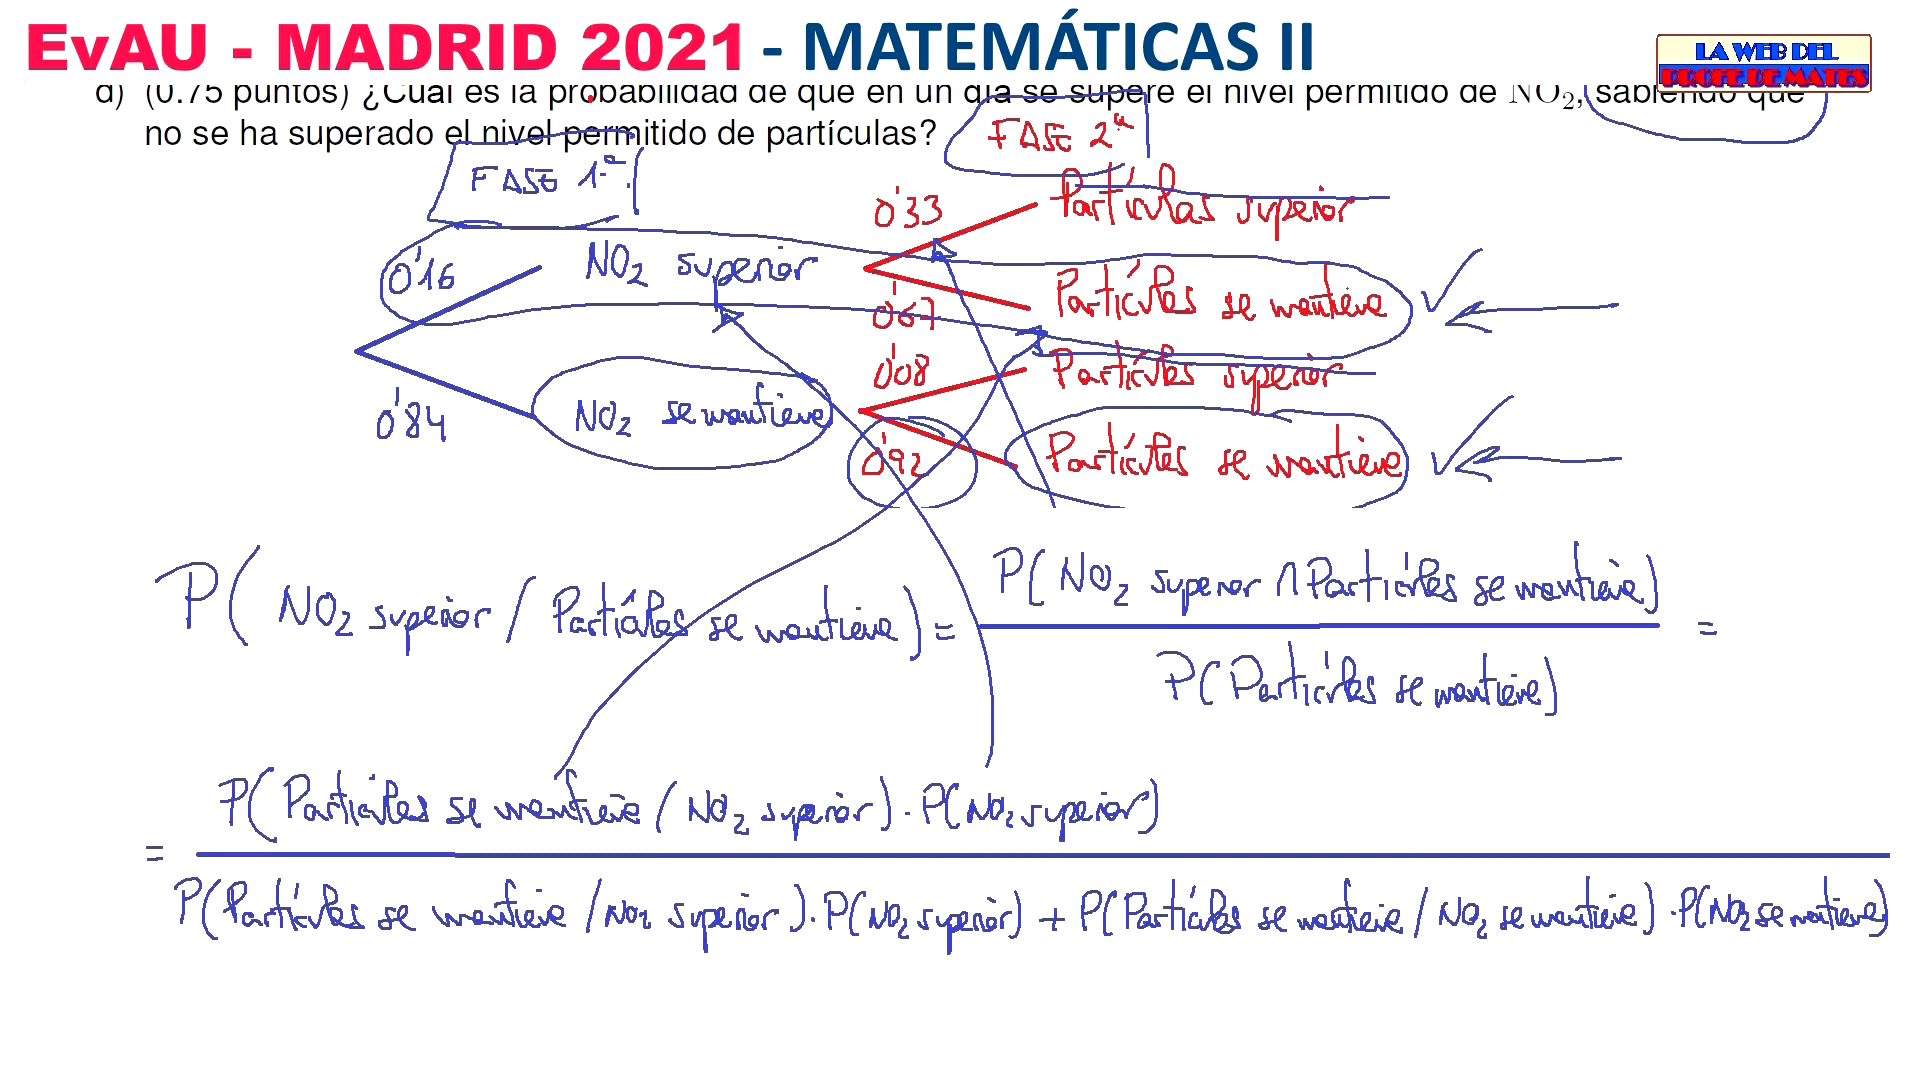 EvAU - MADRID 2021 - MATEMÁTICAS II
LA WEB DEL
PROFE DE MATES
d) (0.75 puntos) ¿Cuál es la probabilidad de que en un día se supere el nivel permitido de NO₂, sabiendo que
no se ha superado el nivel permitido de partículas?
FASE 1.ª
FASE 2ª
0'33 Partículas superior
0'16 NO₂ superior
0'67 Partículas se mantiene
0'08 Partículas superior
0'84 NO₂ se mantiene
0'92 Partículas se mantiene
P( NO₂ superior / Partículas se mantiene ) = P( NO₂ superior ∩ Partículas se mantiene ) =
P( Partículas se mantiene )
= P( Partículas se mantiene / NO₂ superior ) · P(NO₂ superior)
P( Partículas se mantiene / NO₂ superior ) · P(NO₂ superior) + P( Partículas se mantiene / NO₂ se mantiene ) · P(NO₂ se mantiene)